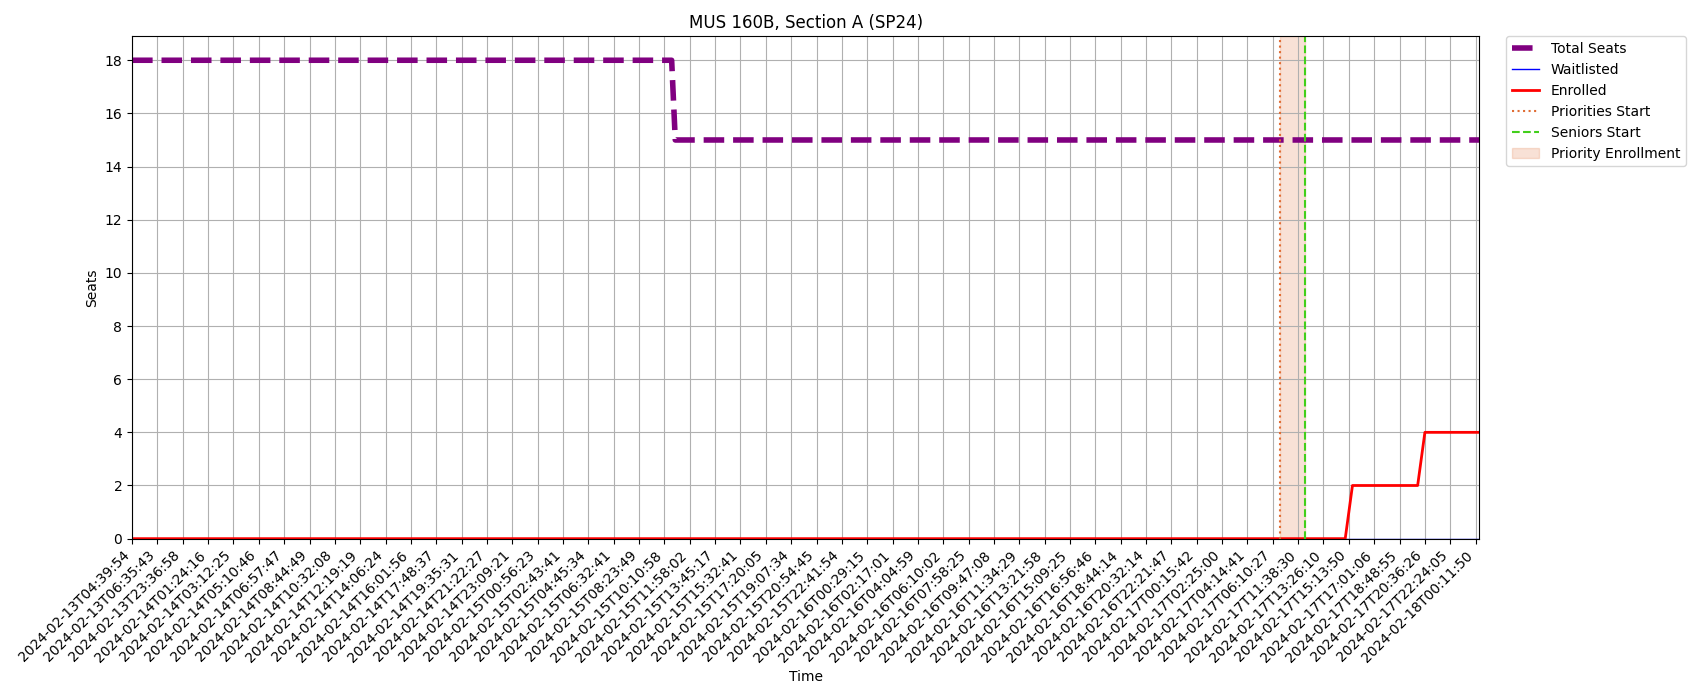 MUS 160B, Section A (SP24)
Total Seats
Waitlisted
Enrolled
Priorities Start
Seniors Start
Priority Enrollment
Seats
18
16
14
12
10
8
6
4
2
0
2024-02-13T04:39:54
2024-02-13T06:35:43
2024-02-13T23:36:58
2024-02-14T01:24:16
2024-02-14T03:12:25
2024-02-14T05:10:46
2024-02-14T06:57:47
2024-02-14T08:44:49
2024-02-14T10:32:08
2024-02-14T12:19:19
2024-02-14T14:06:24
2024-02-14T16:01:56
2024-02-14T17:48:37
2024-02-14T19:35:31
2024-02-14T21:22:27
2024-02-14T23:09:21
2024-02-15T00:56:23
2024-02-15T02:43:41
2024-02-15T04:45:34
2024-02-15T06:32:41
2024-02-15T08:23:49
2024-02-15T10:10:58
2024-02-15T11:58:02
2024-02-15T13:45:17
2024-02-15T15:32:41
2024-02-15T17:20:05
2024-02-15T19:07:34
2024-02-15T20:54:45
2024-02-15T22:41:54
2024-02-16T00:29:15
2024-02-16T02:17:01
2024-02-16T04:04:59
2024-02-16T06:10:02
2024-02-16T07:58:25
2024-02-16T09:47:08
2024-02-16T11:34:29
2024-02-16T13:21:58
2024-02-16T15:09:25
2024-02-16T16:56:46
2024-02-16T18:44:14
2024-02-16T20:32:14
2024-02-16T22:21:47
2024-02-17T00:15:42
2024-02-17T02:25:00
2024-02-17T04:14:41
2024-02-17T06:10:27
2024-02-17T11:38:30
2024-02-17T13:26:10
2024-02-17T15:13:50
2024-02-17T17:01:06
2024-02-17T18:48:55
2024-02-17T20:36:26
2024-02-17T22:24:05
2024-02-18T00:11:50
Time